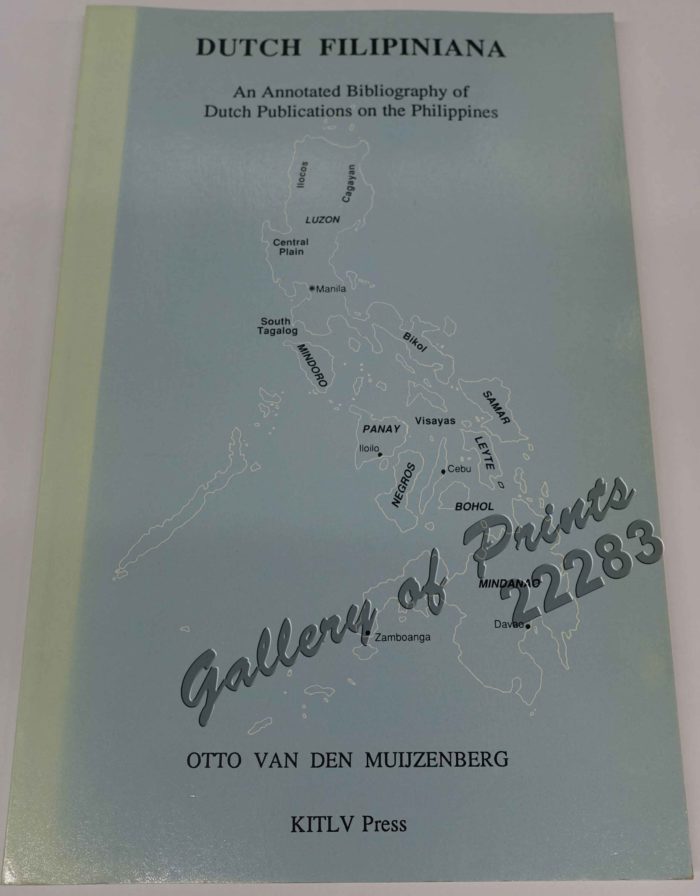 DUTCH FILIPINIANA
An Annotated Bibliography of
Dutch Publications on the Philippines
Ilocos
Cagayan
LUZON
Central
Plain
Manila
South
Tagalog
MINDORO
Bikol
SAMAR
PANAY
Visayas
Iloilo
LEYTE
Cebu
NEGROS
BOHOL
MINDANAO
Davao
Zamboanga
Gallery of Prints
22283
OTTO VAN DEN MUIJZENBERG
KITLV Press